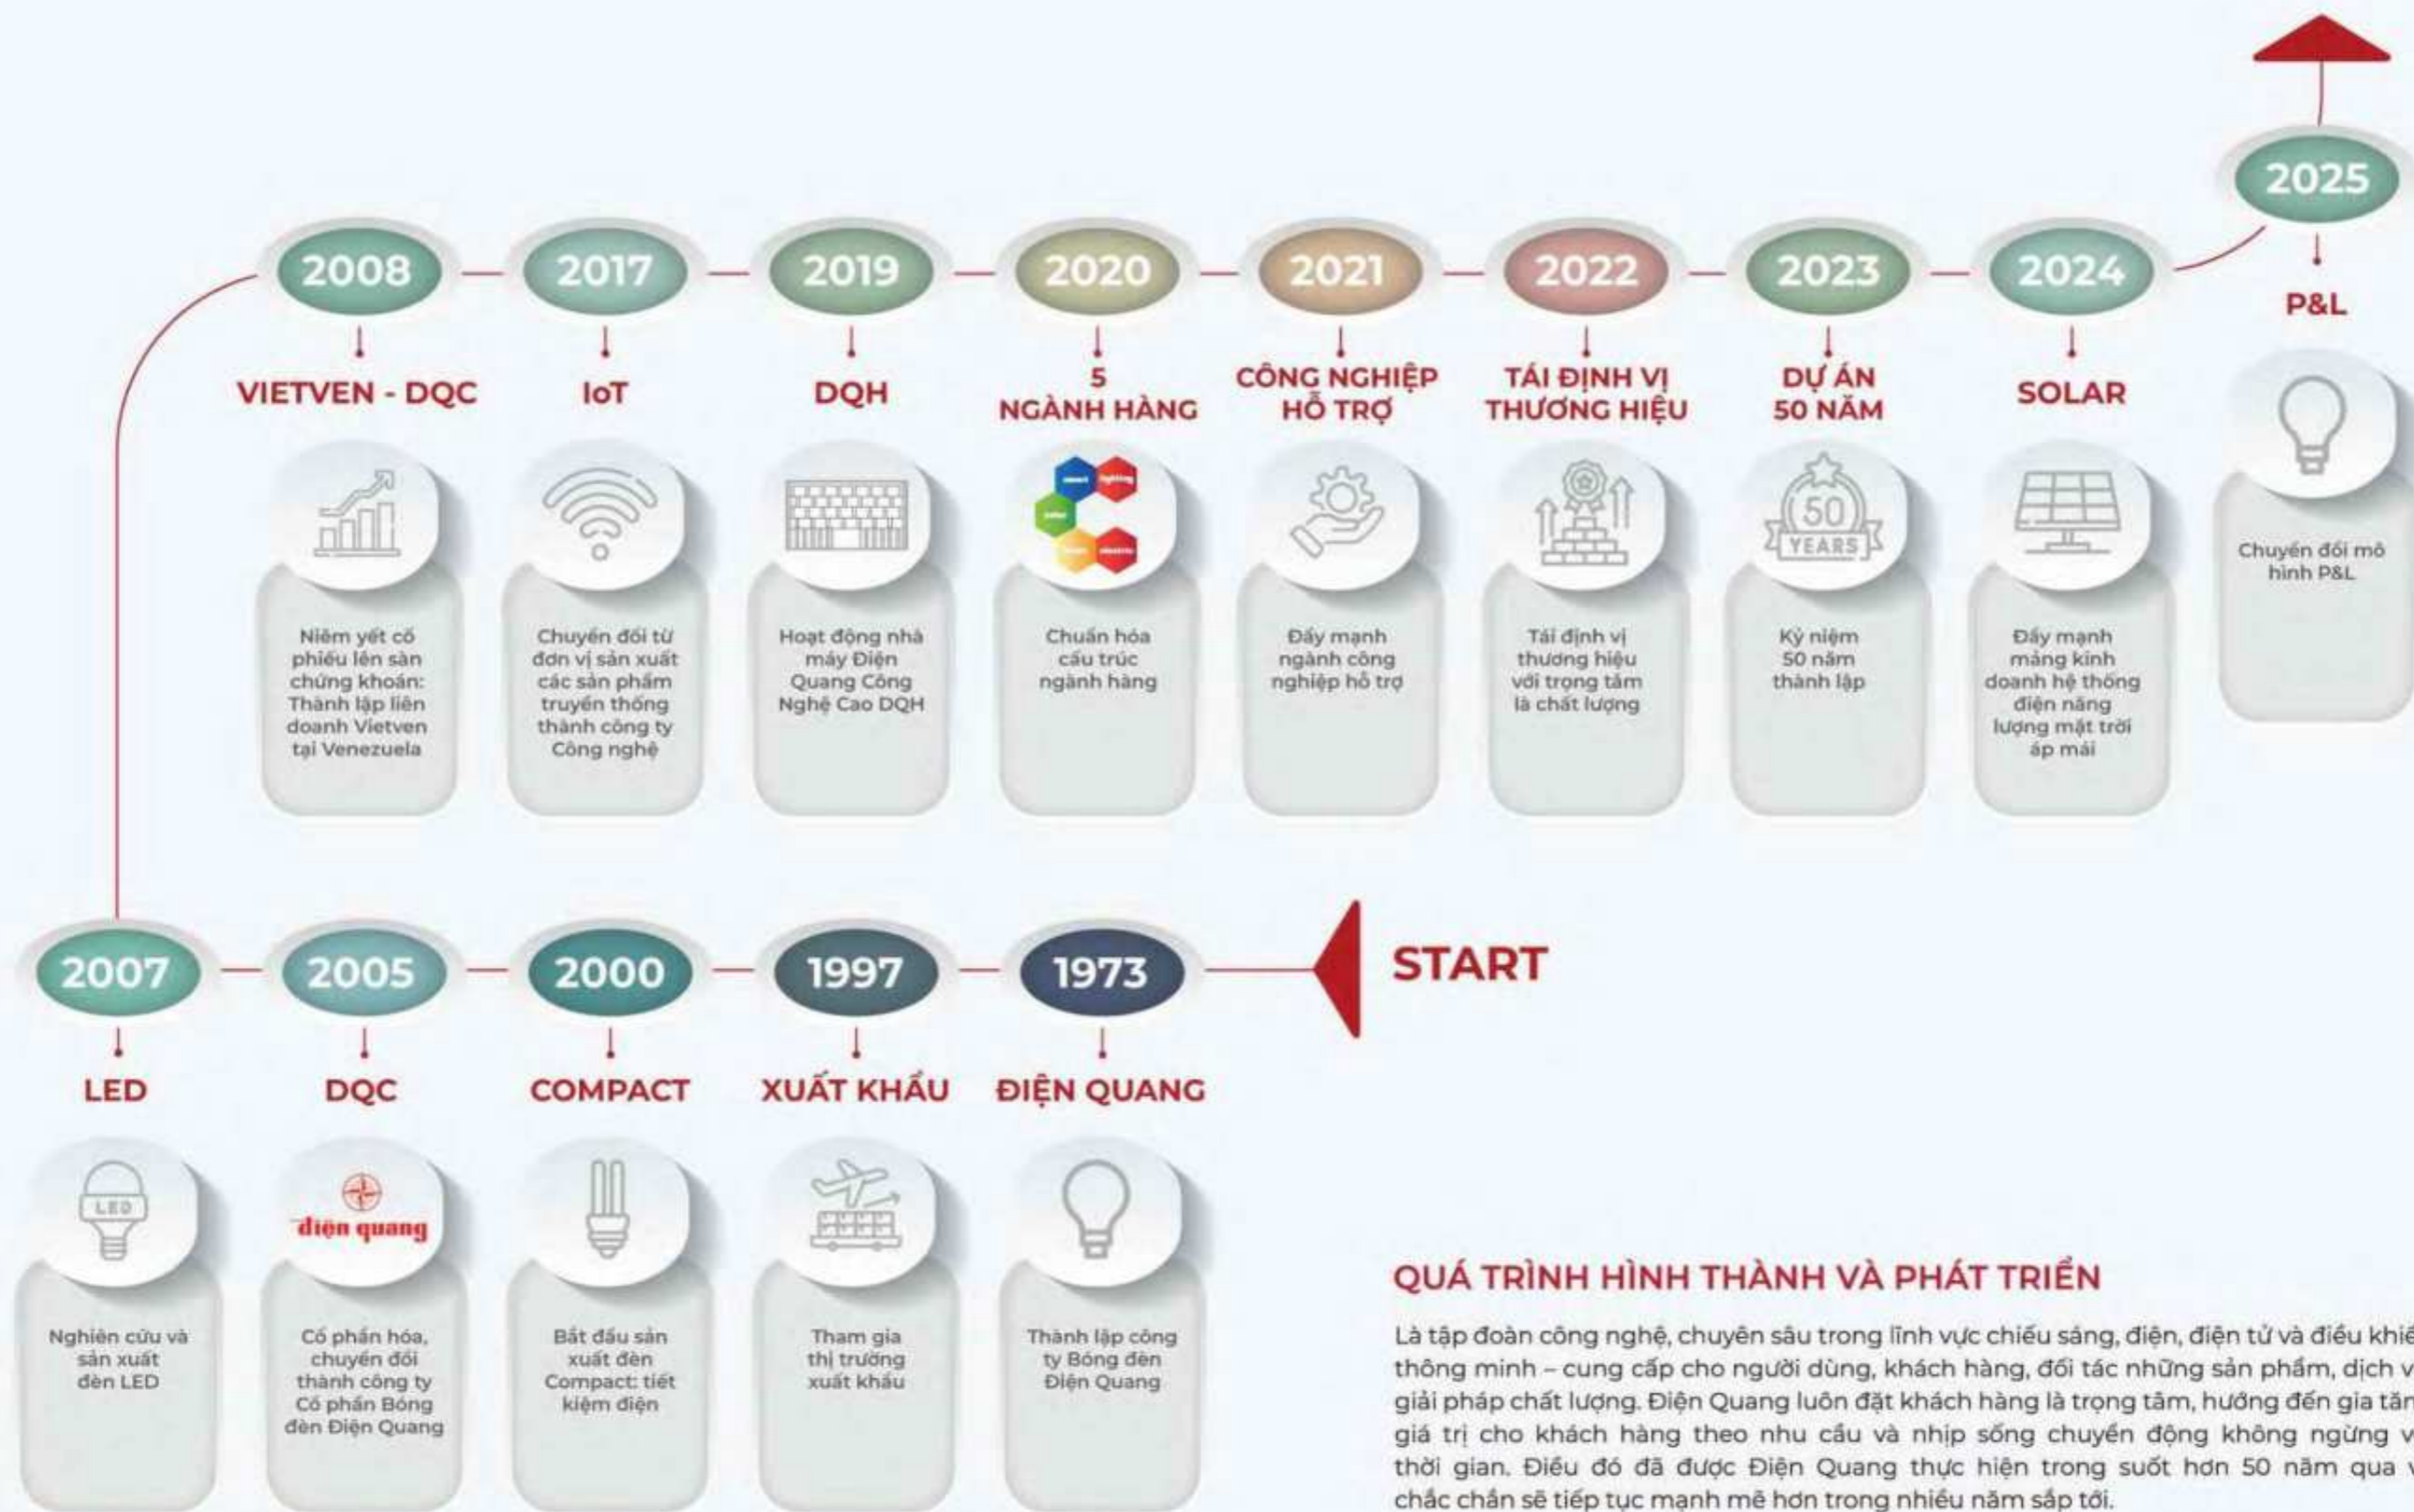 2025
P&L
Chuyển đổi mô
hình P&L
2008
VIETVEN - DQC
Niêm yết cổ
phiếu lên sàn
chứng khoán:
Thành lập liên
doanh Vietven
tại Venezuela
2017
IoT
Chuyển đổi từ
đơn vị sản xuất
các sản phẩm
truyền thống
thành công ty
Công nghệ
2019
DQH
Hoạt động nhà
máy Điện
Quang Công
Nghệ Cao DQH
2020
5
NGÀNH HÀNG
smart
lighting
solar
electric
Chuẩn hóa
cấu trúc
ngành hàng
2021
CÔNG NGHIỆP
HỖ TRỢ
Đẩy mạnh
ngành công
nghiệp hỗ trợ
2022
TÁI ĐỊNH VỊ
THƯƠNG HIỆU
Tái định vị
thương hiệu
với trọng tâm
là chất lượng
2023
DỰ ÁN
50 NĂM
50
YEARS
Kỷ niệm
50 năm
thành lập
2024
SOLAR
Đẩy mạnh
mảng kinh
doanh hệ thống
điện năng
lượng mặt trời
áp mái
2007
LED
LED
Nghiên cứu và
sản xuất
đèn LED
2005
DQC
điện quang
Cổ phần hóa,
chuyển đổi
thành công ty
Cổ phần Bóng
đèn Điện Quang
2000
COMPACT
Bắt đầu sản
xuất đèn
Compact: tiết
kiệm điện
1997
XUẤT KHẨU
Tham gia
thị trường
xuất khẩu
1973
ĐIỆN QUANG
Thành lập công
ty Bóng đèn
Điện Quang
START
QUÁ TRÌNH HÌNH THÀNH VÀ PHÁT TRIỂN
Là tập đoàn công nghệ, chuyên sâu trong lĩnh vực chiếu sáng, điện, điện tử và điều khiể
thông minh – cung cấp cho người dùng, khách hàng, đối tác những sản phẩm, dịch v
giải pháp chất lượng. Điện Quang luôn đặt khách hàng là trọng tâm, hướng đến gia tăn
giá trị cho khách hàng theo nhu cầu và nhịp sống chuyển động không ngừng v
thời gian. Điều đó đã được Điện Quang thực hiện trong suốt hơn 50 năm qua v
chắc chắn sẽ tiếp tục mạnh mẽ hơn trong nhiều năm sắp tới.